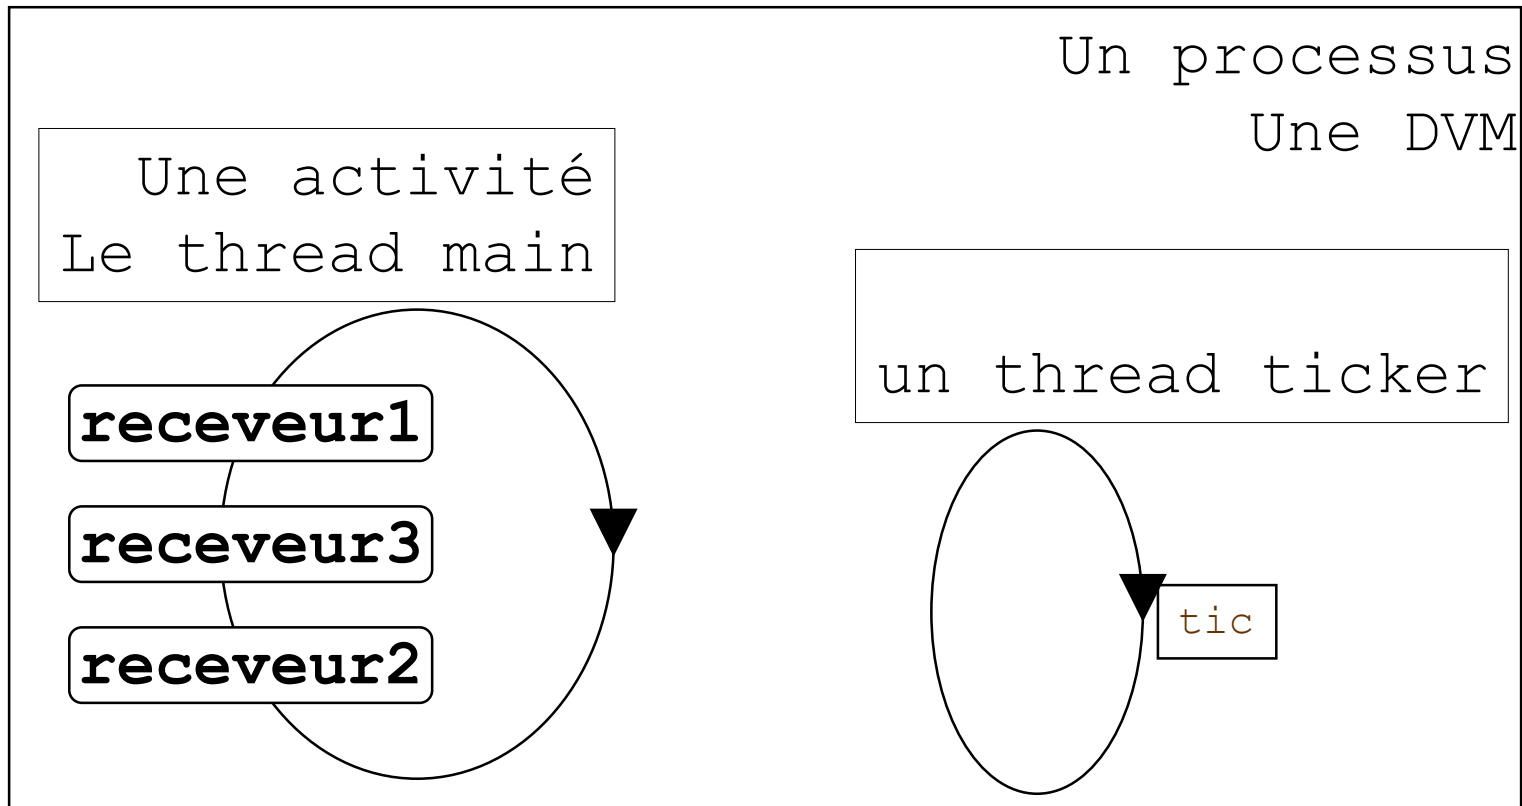 Un processus
Une DVM
Une activité
Le thread main
un thread ticker
receveur1
receveur3
receveur2
tic